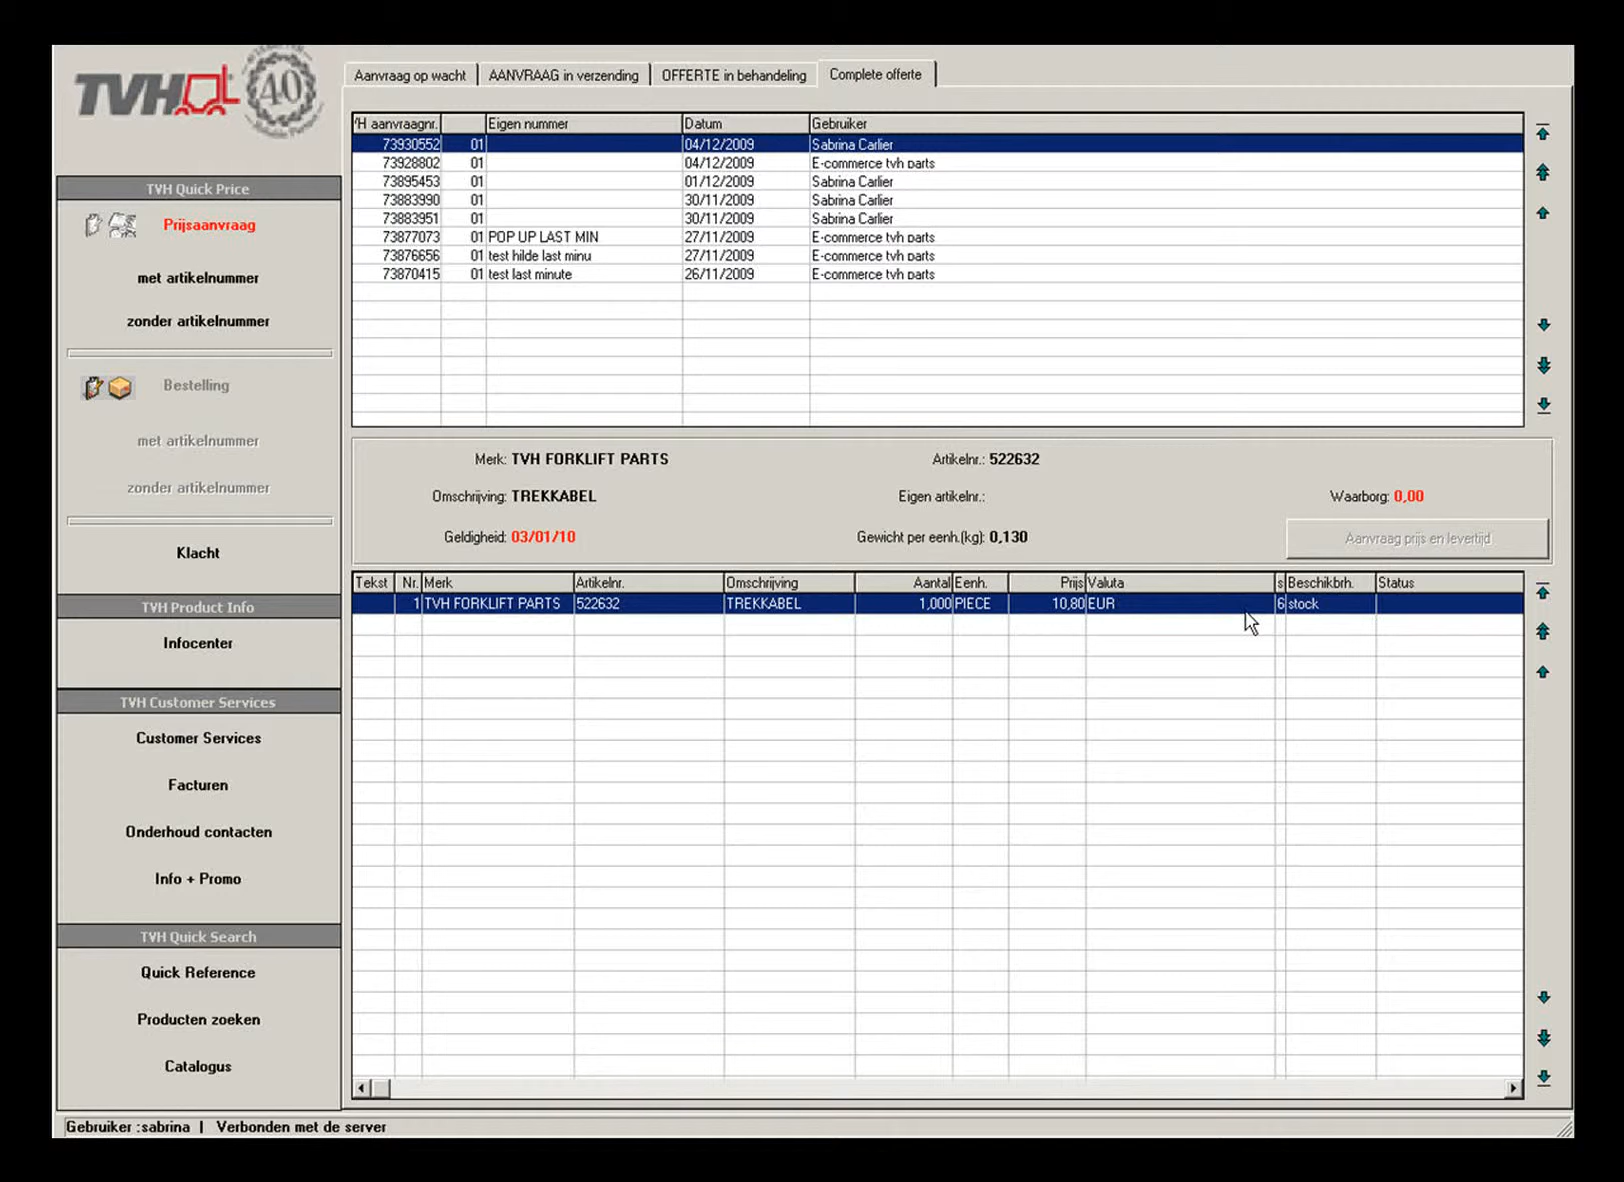 TVH 40
Aanvraag op wacht AANVRAAG in verzending OFFERTE in behandeling Complete offerte
H aanvraagnr. Eigen nummer Datum Gebruiker
73930552 01 04/12/2009 Sabrina Carlier
73928802 01 04/12/2009 E-commerce tvh parts
73895453 01 01/12/2009 Sabrina Carlier
73883990 01 30/11/2009 Sabrina Carlier
73883951 01 30/11/2009 Sabrina Carlier
73877073 01 POP UP LAST MIN 27/11/2009 E-commerce tvh parts
73876656 01 test hilde last minu 27/11/2009 E-commerce tvh parts
73870415 01 test last minute 26/11/2009 E-commerce tvh parts
TVH Quick Price
Prijsaanvraag
met artikelnummer
zonder artikelnummer
Bestelling
met artikelnummer
zonder artikelnummer
Klacht
TVH Product Info
Infocenter
TVH Customer Services
Customer Services
Facturen
Onderhoud contacten
Info + Promo
TVH Quick Search
Quick Reference
Producten zoeken
Catalogus
Merk: TVH FORKLIFT PARTS Artikelnr.: 522632
Omschrijving: TREKKABEL Eigen artikelnr.: Waarborg: 0,00
Geldigheid: 03/01/10 Gewicht per eenh.(kg): 0,130 Aanvraag prijs en levertijd
Tekst Nr. Merk Artikelnr. Omschrijving Aantal Eenh. Prijs Valuta s Beschikbrh. Status
1 TVH FORKLIFT PARTS 522632 TREKKABEL 1,000 PIECE 10,80 EUR 6 stock
Gebruiker :sabrina | Verbonden met de server